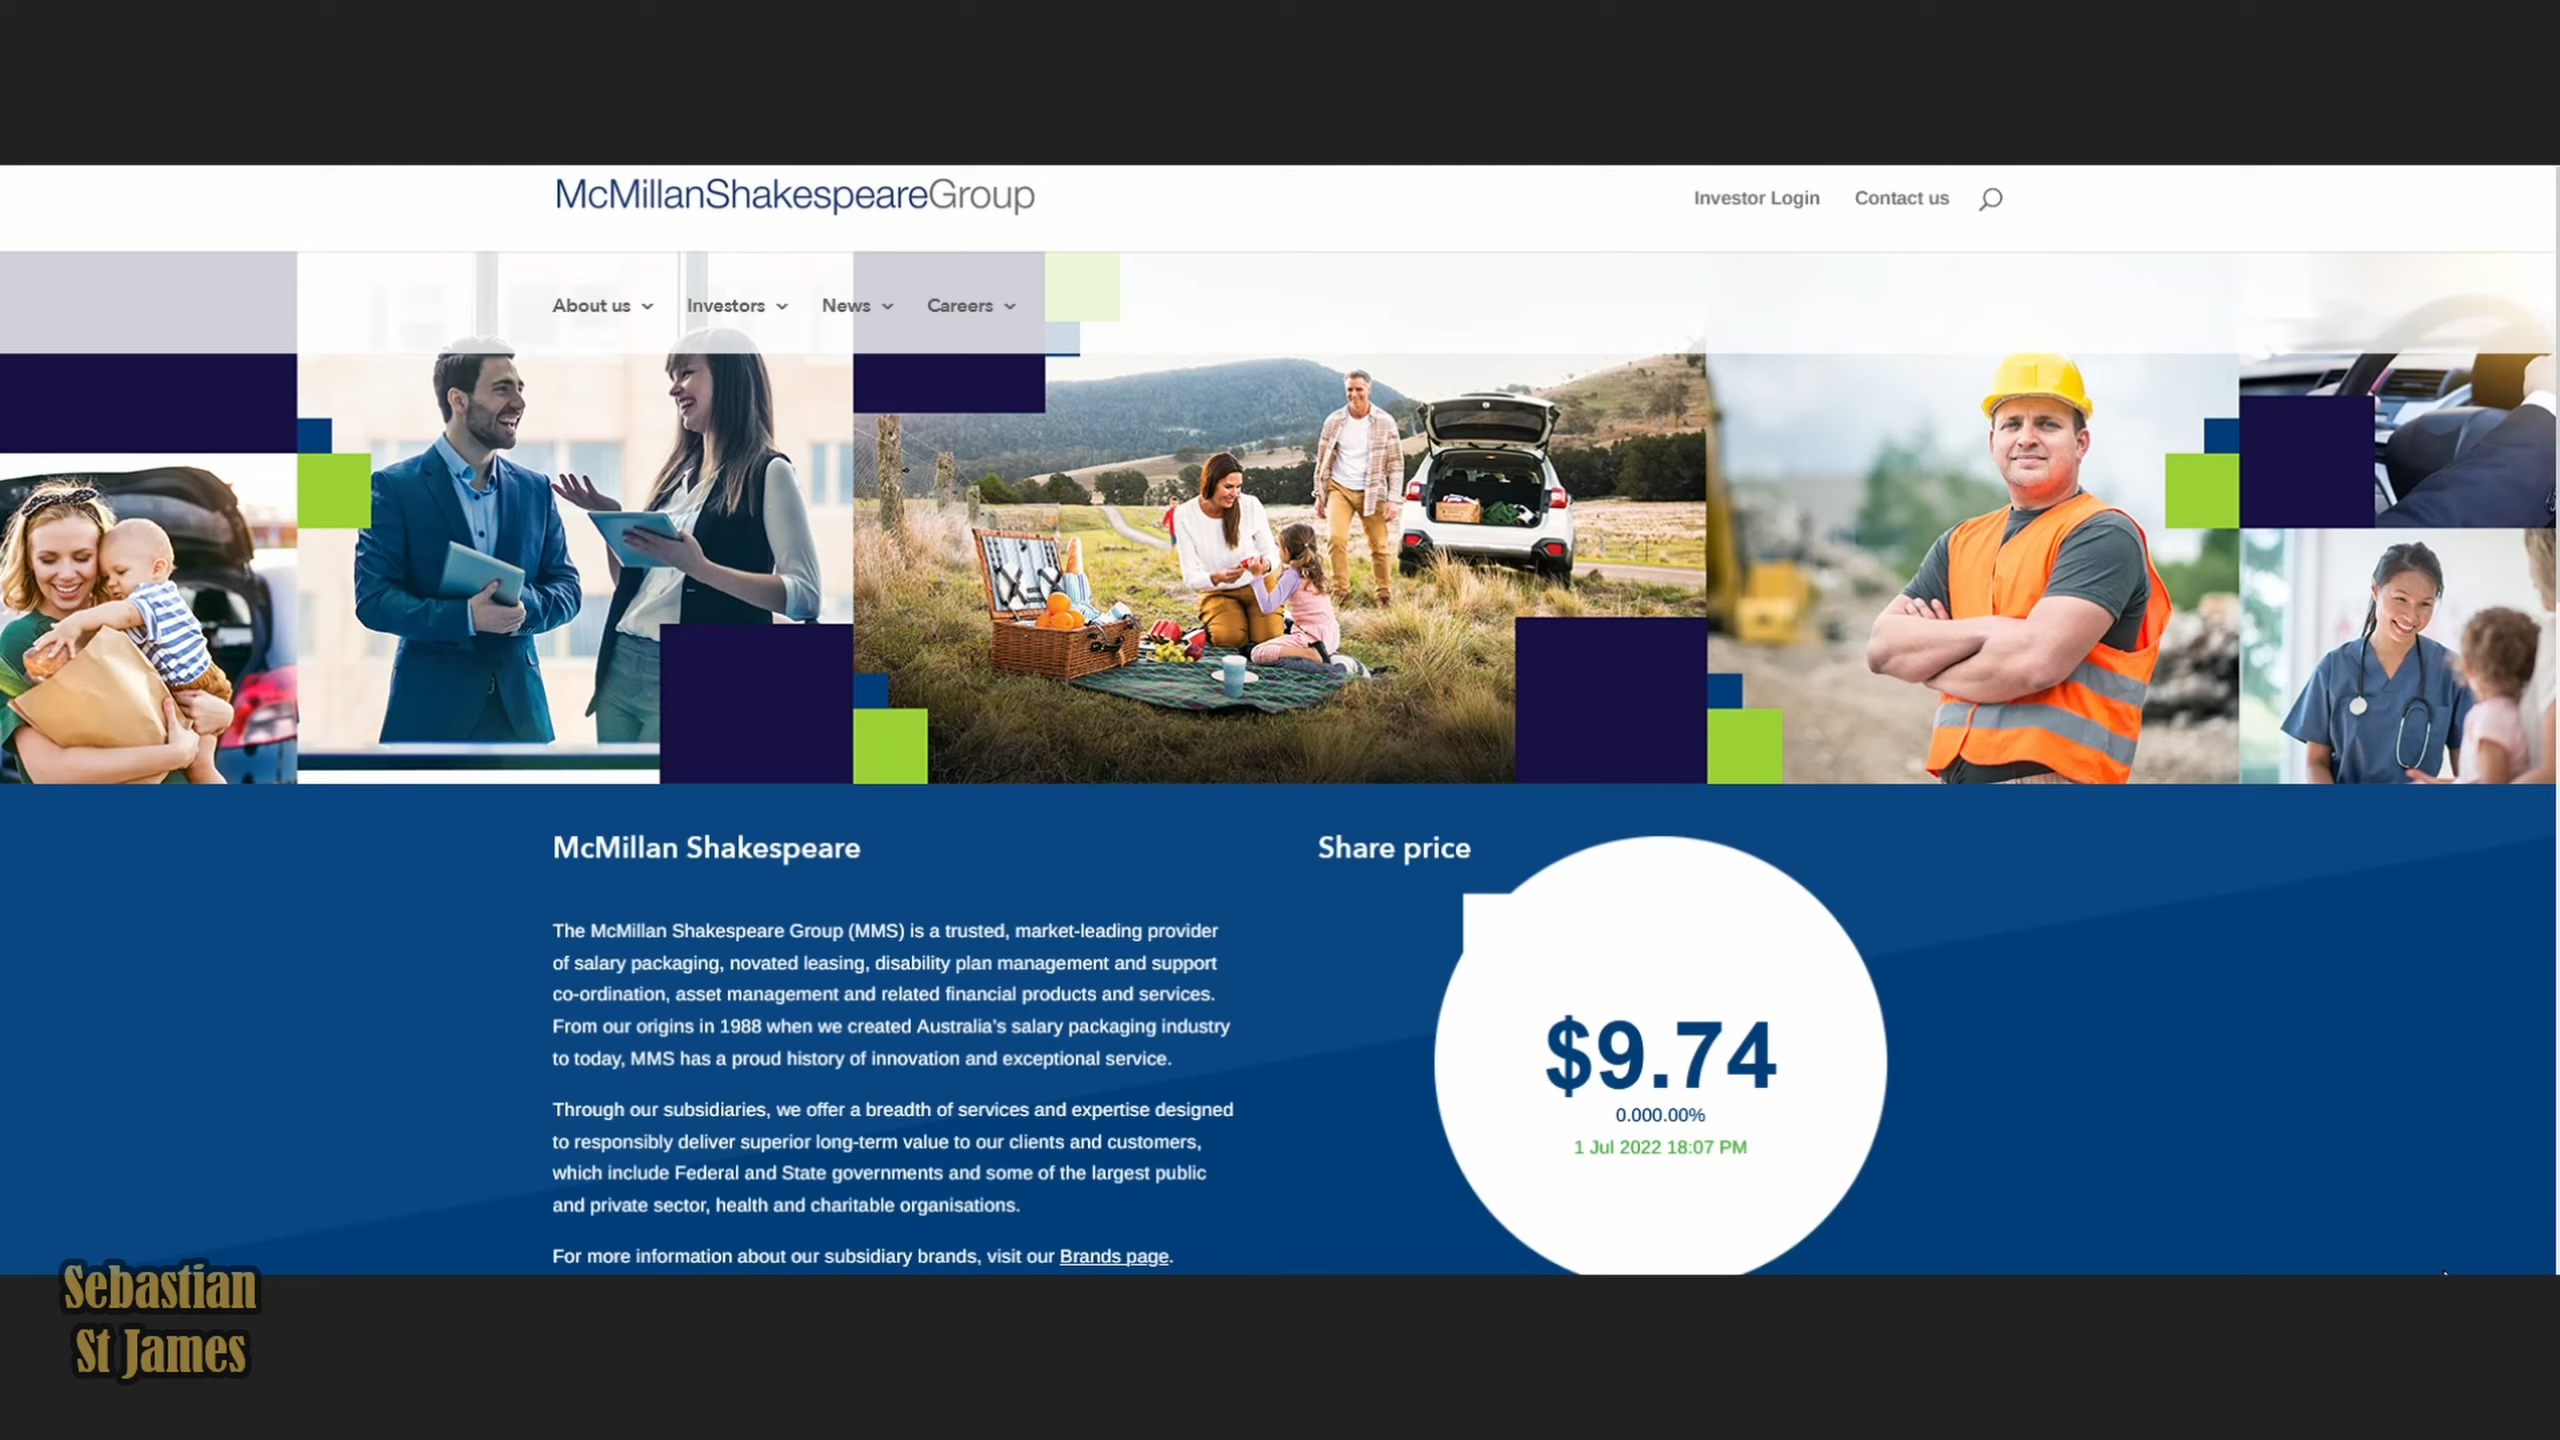 McMillanShakespeareGroup
Investor Login
Contact us
About us
Investors
News
Careers
McMillan Shakespeare
The McMillan Shakespeare Group (MMS) is a trusted, market-leading provider
of salary packaging, novated leasing, disability plan management and support
co-ordination, asset management and related financial products and services.
From our origins in 1988 when we created Australia's salary packaging industry
to today, MMS has a proud history of innovation and exceptional service.
Through our subsidiaries, we offer a breadth of services and expertise designed
to responsibly deliver superior long-term value to our clients and customers,
which include Federal and State governments and some of the largest public
and private sector, health and charitable organisations.
For more information about our subsidiary brands, visit our Brands page.
Share price
$9.74
0.000.00%
1 Jul 2022 18:07 PM
Sebastian
St James